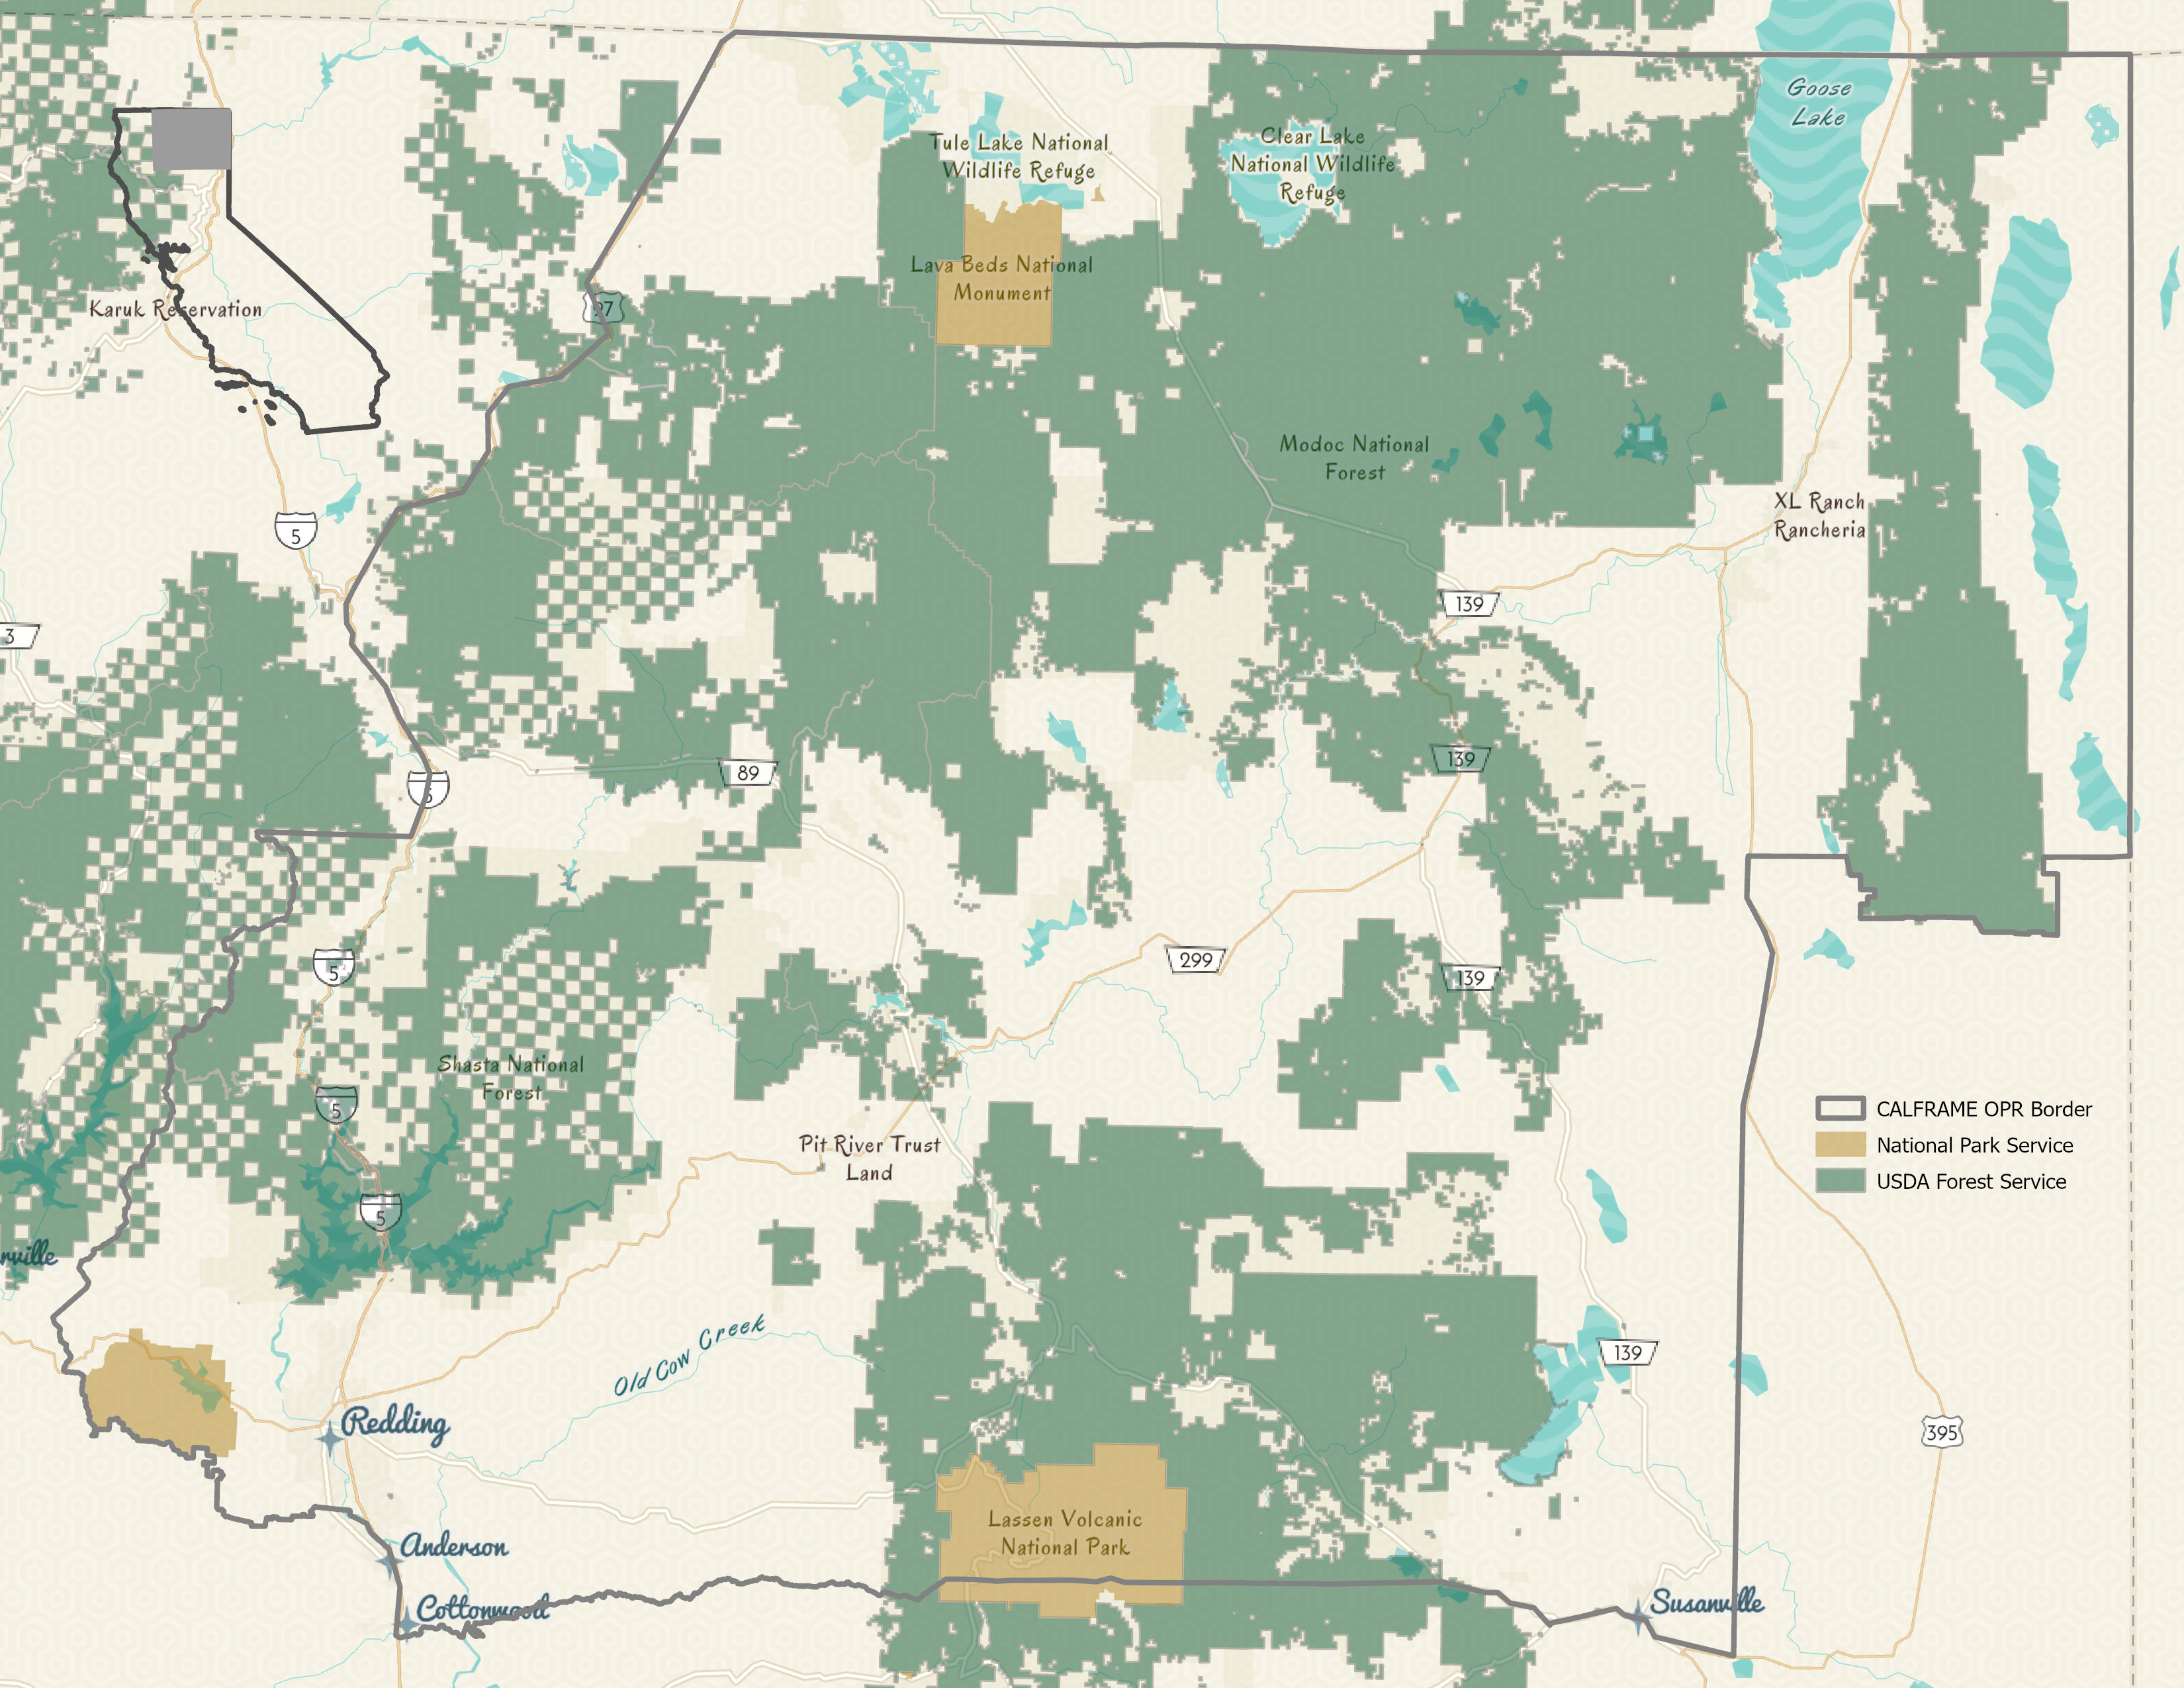 Goose
Lake
Tule Lake National
Wildlife Refuge
Clear Lake
National Wildlife
Refuge
Lava Beds National
Monument
Karuk Reservation
97
Modoc National
Forest
XL Ranch
Rancheria
5
139
3
139
89
5
299
5
139
Shasta National
Forest
5
CALFRAME OPR Border
Pit River Trust
Land
National Park Service
USDA Forest Service
5
rville
Old Cow Creek
139
Redding
395
Lassen Volcanic
National Park
Anderson
Cottonwood
Susanville